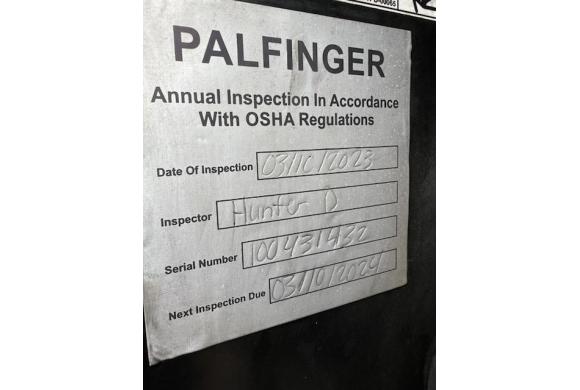 PALFINGER
Annual Inspection In Accordance
With OSHA Regulations
Date Of Inspection 03/10/2023
Inspector Hunter D
Serial Number 100431432
Next Inspection Due 03/10/2024